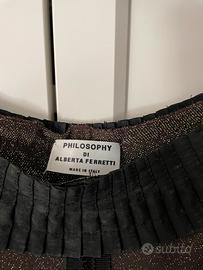 PHILOSOPHY
DI
ALBERTA FERRETTI
MADE IN ITALY
subito